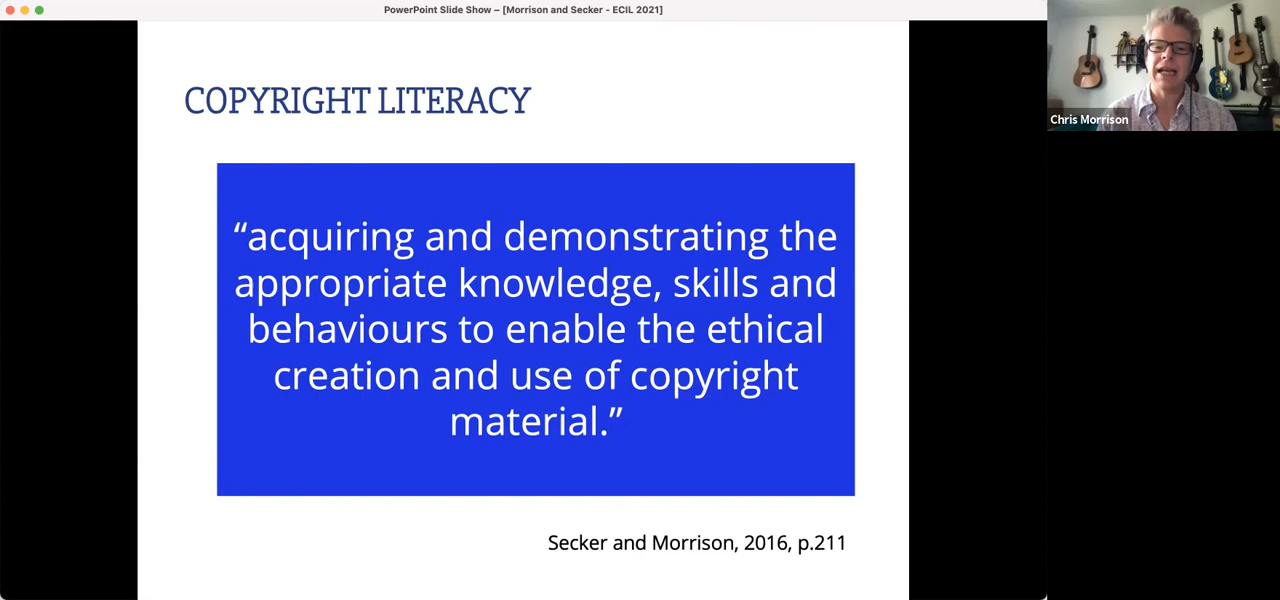 PowerPoint Slide Show – [Morrison and Secker - ECIL 2021]
COPYRIGHT LITERACY
“acquiring and demonstrating the
appropriate knowledge, skills and
behaviours to enable the ethical
creation and use of copyright
material.”
Secker and Morrison, 2016, p.211
Chris Morrison